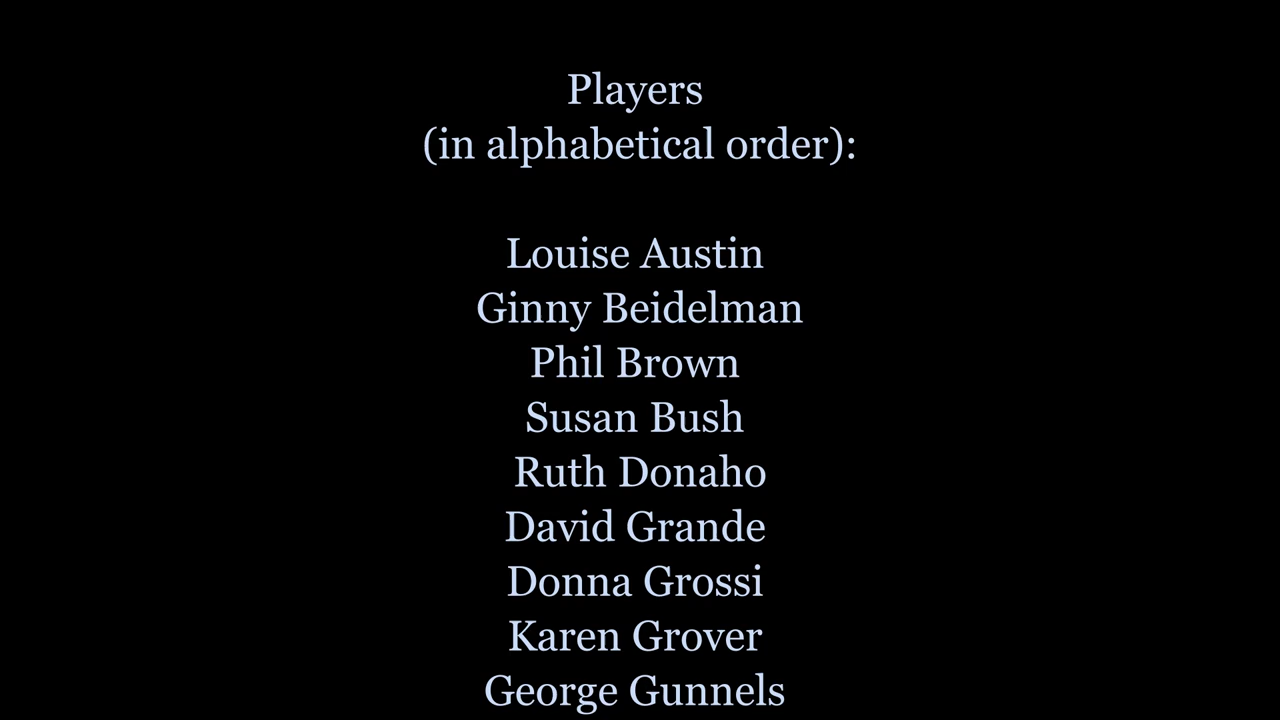 Players
(in alphabetical order):
Louise Austin
Ginny Beidelman
Phil Brown
Susan Bush
Ruth Donaho
David Grande
Donna Grossi
Karen Grover
George Gunnels